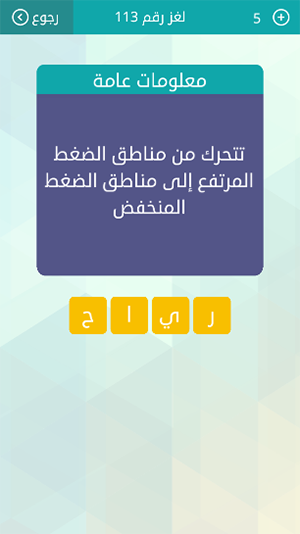 رجوع لغز رقم 113 5
معلومات عامة
تتحرك من مناطق الضغط
المرتفع إلى مناطق الضغط
المنخفض
ر ي ا ح